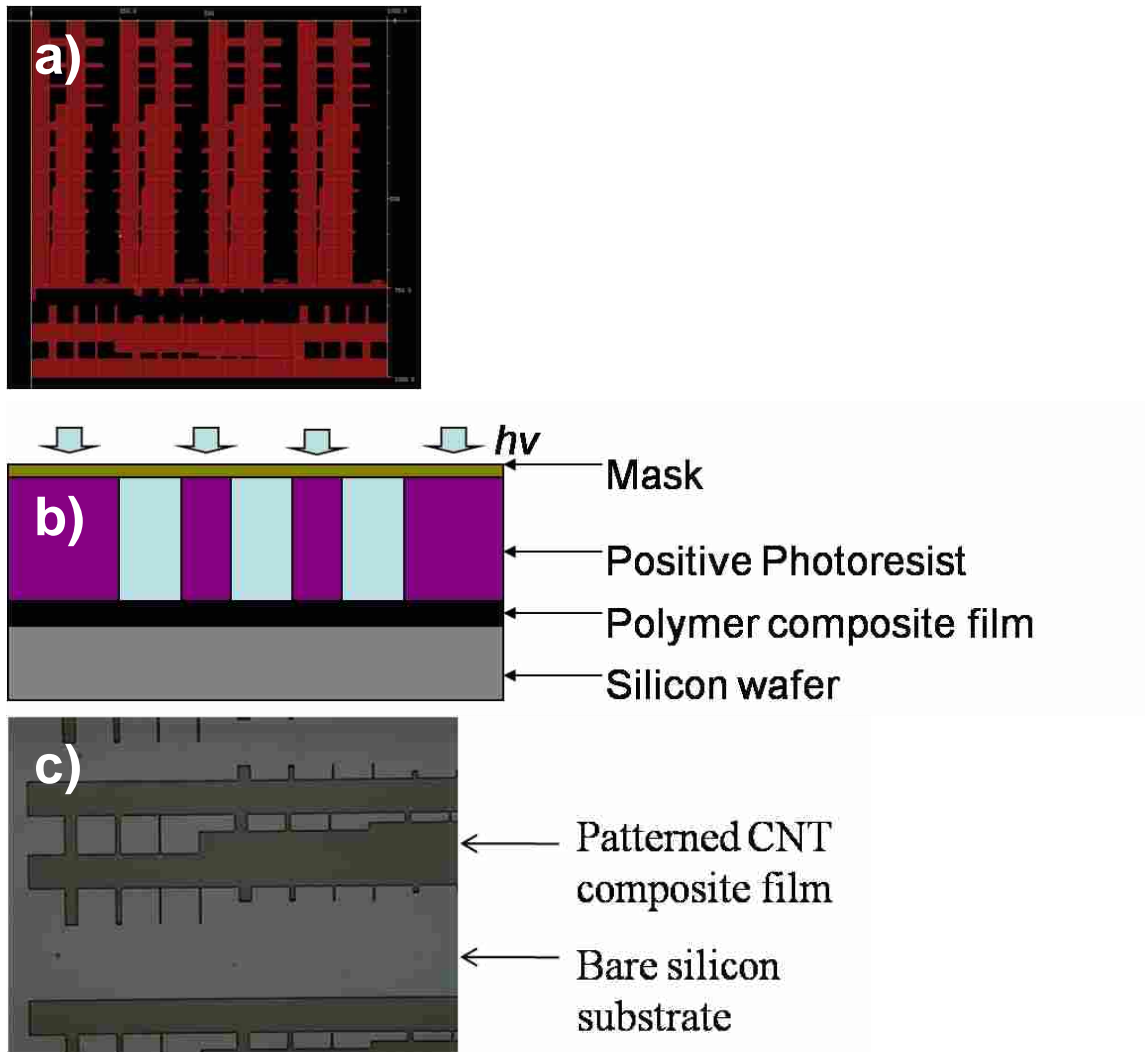 a)
hv
Mask
b)
Positive Photoresist
Polymer composite film
Silicon wafer
c)
Patterned CNT
composite film
Bare silicon
substrate